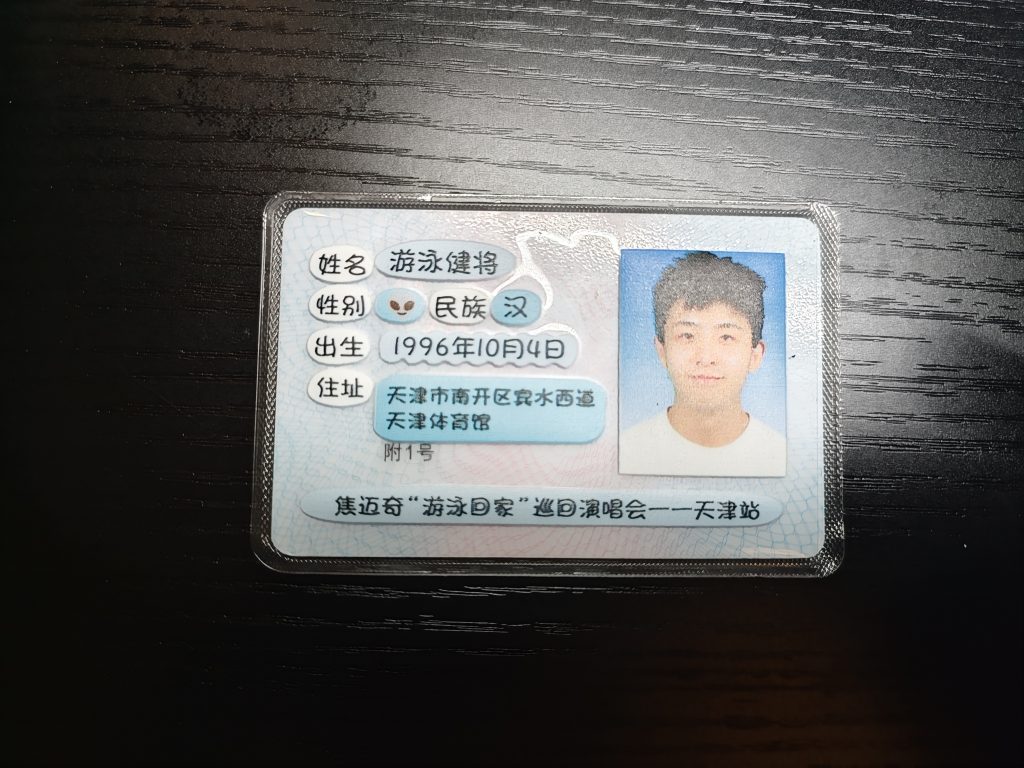 姓名 游泳健将
性别 民族 汉
出生 1996年10月4日
住址 天津市南开区宾水西道
天津体育馆
附1号
焦迈奇“游泳回家”巡回演唱会——天津站